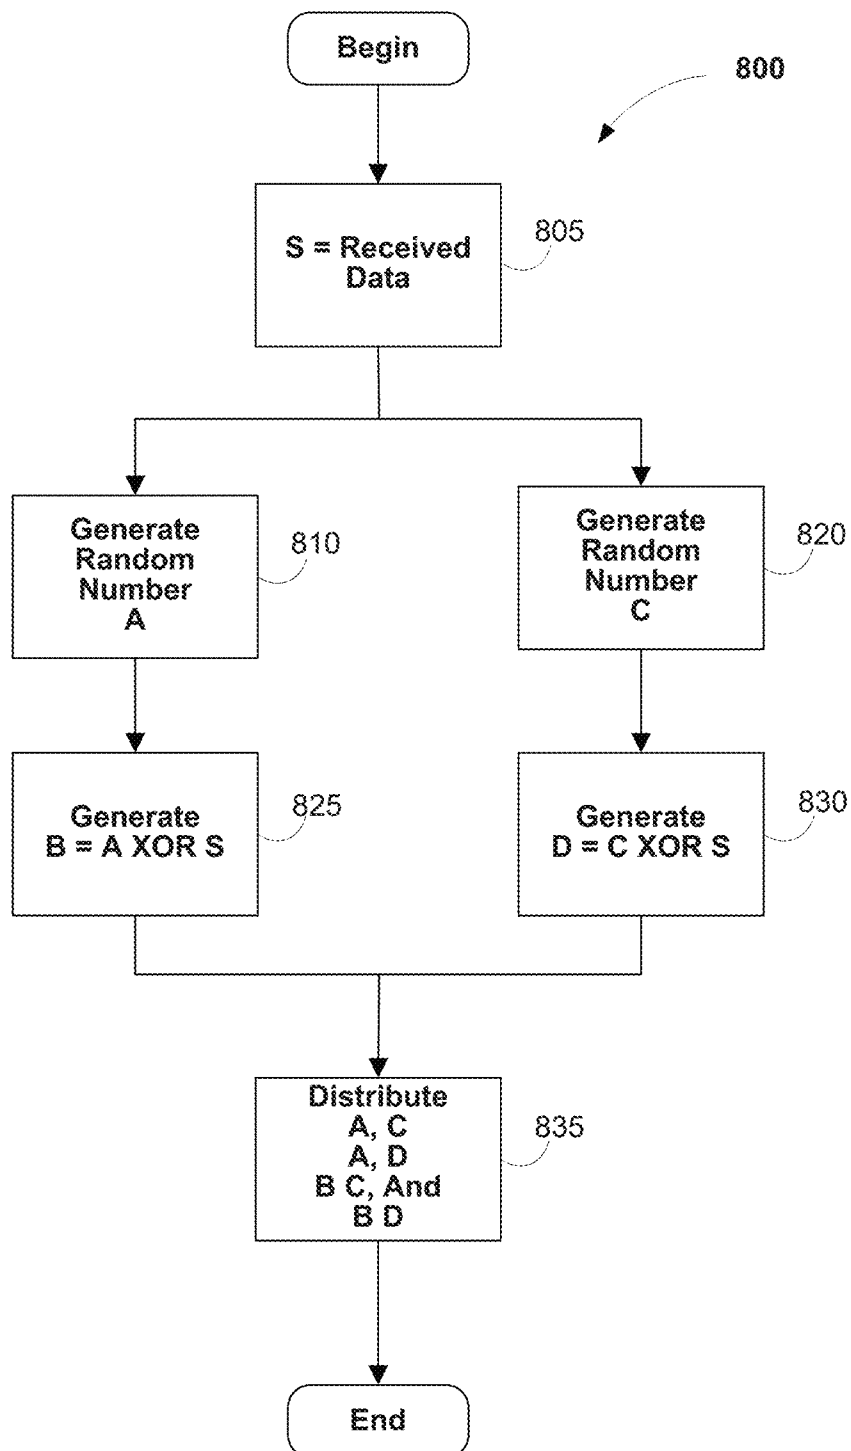 Begin
800
S = Received
Data
805
Generate
Random
Number
A
810
Generate
Random
Number
C
820
Generate
B = A XOR S
825
Generate
D = C XOR S
830
Distribute
A, C
A, D
B C, And
B D
835
End